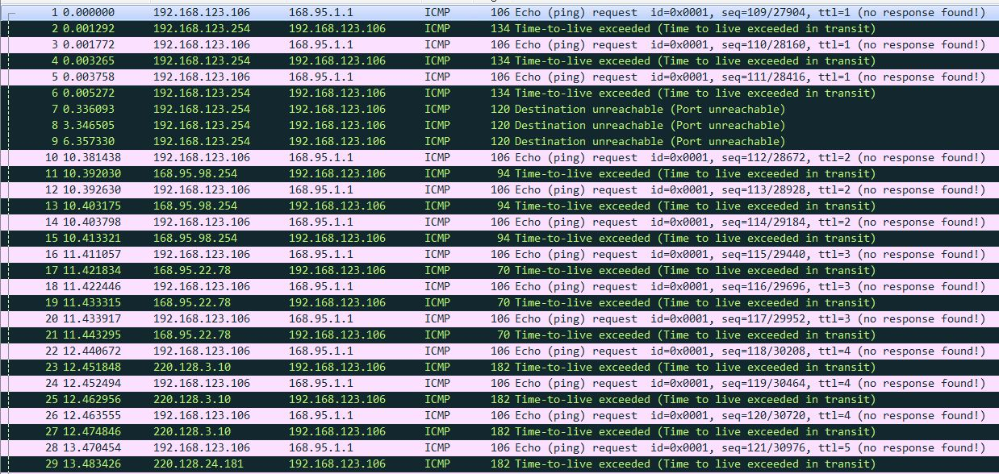 1 0.000000 192.168.123.106 168.95.1.1 ICMP 106 Echo (ping) request id=0x0001, seq=109/27904, ttl=1 (no response found!)
2 0.001292 192.168.123.254 192.168.123.106 ICMP 134 Time-to-live exceeded (Time to live exceeded in transit)
3 0.001772 192.168.123.106 168.95.1.1 ICMP 106 Echo (ping) request id=0x0001, seq=110/28160, ttl=1 (no response found!)
4 0.003265 192.168.123.254 192.168.123.106 ICMP 134 Time-to-live exceeded (Time to live exceeded in transit)
5 0.003758 192.168.123.106 168.95.1.1 ICMP 106 Echo (ping) request id=0x0001, seq=111/28416, ttl=1 (no response found!)
6 0.005272 192.168.123.254 192.168.123.106 ICMP 134 Time-to-live exceeded (Time to live exceeded in transit)
7 0.336093 192.168.123.254 192.168.123.106 ICMP 120 Destination unreachable (Port unreachable)
8 3.346505 192.168.123.254 192.168.123.106 ICMP 120 Destination unreachable (Port unreachable)
9 6.357330 192.168.123.254 192.168.123.106 ICMP 120 Destination unreachable (Port unreachable)
10 10.381438 192.168.123.106 168.95.1.1 ICMP 106 Echo (ping) request id=0x0001, seq=112/28672, ttl=2 (no response found!)
11 10.392030 168.95.98.254 192.168.123.106 ICMP 94 Time-to-live exceeded (Time to live exceeded in transit)
12 10.392630 192.168.123.106 168.95.1.1 ICMP 106 Echo (ping) request id=0x0001, seq=113/28928, ttl=2 (no response found!)
13 10.403175 168.95.98.254 192.168.123.106 ICMP 94 Time-to-live exceeded (Time to live exceeded in transit)
14 10.403798 192.168.123.106 168.95.1.1 ICMP 106 Echo (ping) request id=0x0001, seq=114/29184, ttl=2 (no response found!)
15 10.413321 168.95.98.254 192.168.123.106 ICMP 94 Time-to-live exceeded (Time to live exceeded in transit)
16 11.411057 192.168.123.106 168.95.1.1 ICMP 106 Echo (ping) request id=0x0001, seq=115/29440, ttl=3 (no response found!)
17 11.421834 168.95.22.78 192.168.123.106 ICMP 70 Time-to-live exceeded (Time to live exceeded in transit)
18 11.422446 192.168.123.106 168.95.1.1 ICMP 106 Echo (ping) request id=0x0001, seq=116/29696, ttl=3 (no response found!)
19 11.433315 168.95.22.78 192.168.123.106 ICMP 70 Time-to-live exceeded (Time to live exceeded in transit)
20 11.433917 192.168.123.106 168.95.1.1 ICMP 106 Echo (ping) request id=0x0001, seq=117/29952, ttl=3 (no response found!)
21 11.443295 168.95.22.78 192.168.123.106 ICMP 70 Time-to-live exceeded (Time to live exceeded in transit)
22 12.440672 192.168.123.106 168.95.1.1 ICMP 106 Echo (ping) request id=0x0001, seq=118/30208, ttl=4 (no response found!)
23 12.451848 220.128.3.10 192.168.123.106 ICMP 182 Time-to-live exceeded (Time to live exceeded in transit)
24 12.452494 192.168.123.106 168.95.1.1 ICMP 106 Echo (ping) request id=0x0001, seq=119/30464, ttl=4 (no response found!)
25 12.462956 220.128.3.10 192.168.123.106 ICMP 182 Time-to-live exceeded (Time to live exceeded in transit)
26 12.463555 192.168.123.106 168.95.1.1 ICMP 106 Echo (ping) request id=0x0001, seq=120/30720, ttl=4 (no response found!)
27 12.474846 220.128.3.10 192.168.123.106 ICMP 182 Time-to-live exceeded (Time to live exceeded in transit)
28 13.470454 192.168.123.106 168.95.1.1 ICMP 106 Echo (ping) request id=0x0001, seq=121/30976, ttl=5 (no response found!)
29 13.483426 220.128.24.181 192.168.123.106 ICMP 182 Time-to-live exceeded (Time to live exceeded in transit)